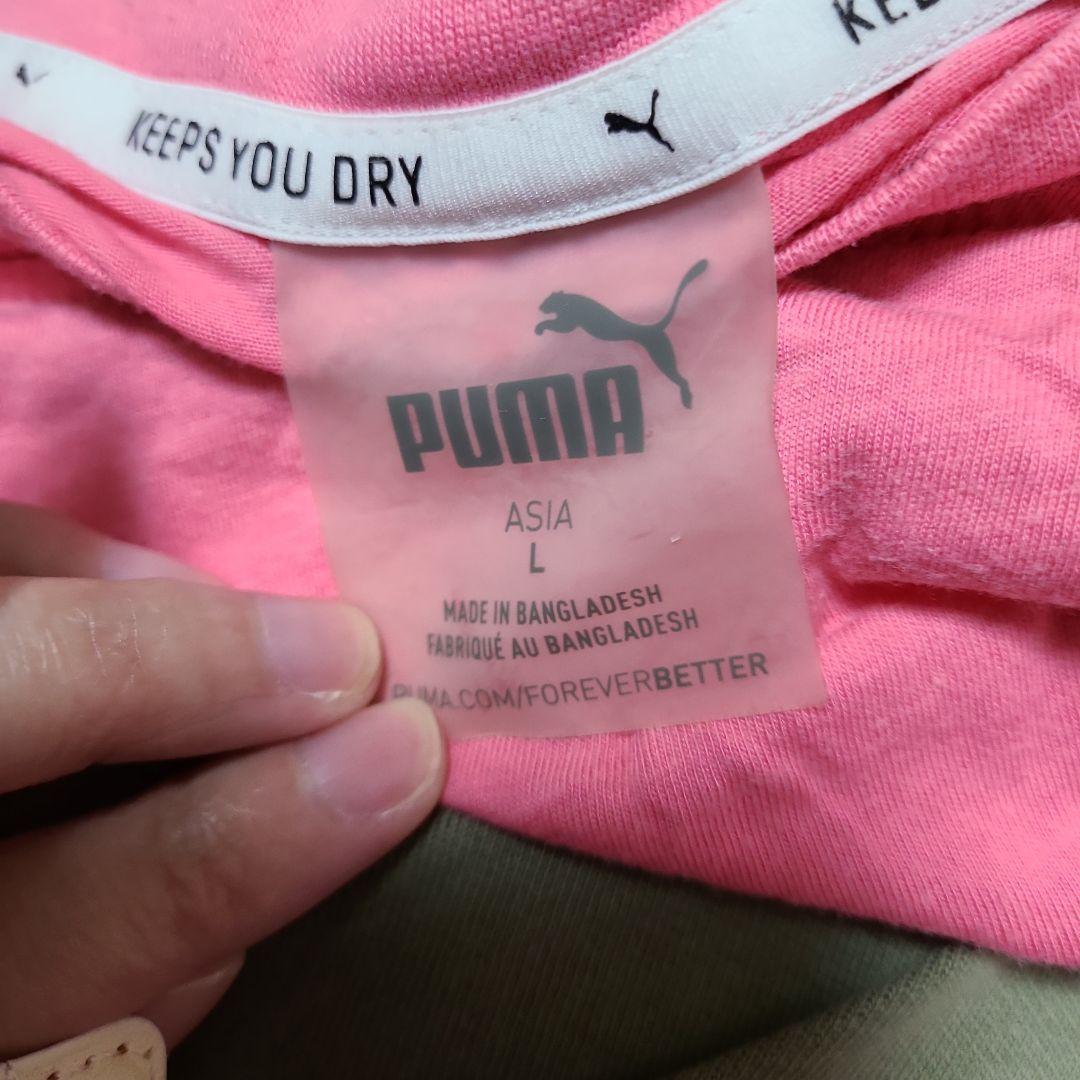 KEEPS YOU DRY
PUMA
ASIA
L
MADE IN BANGLADESH
FABRIQUÉ AU BANGLADESH
PUMA.COM/FOREVERBETTER